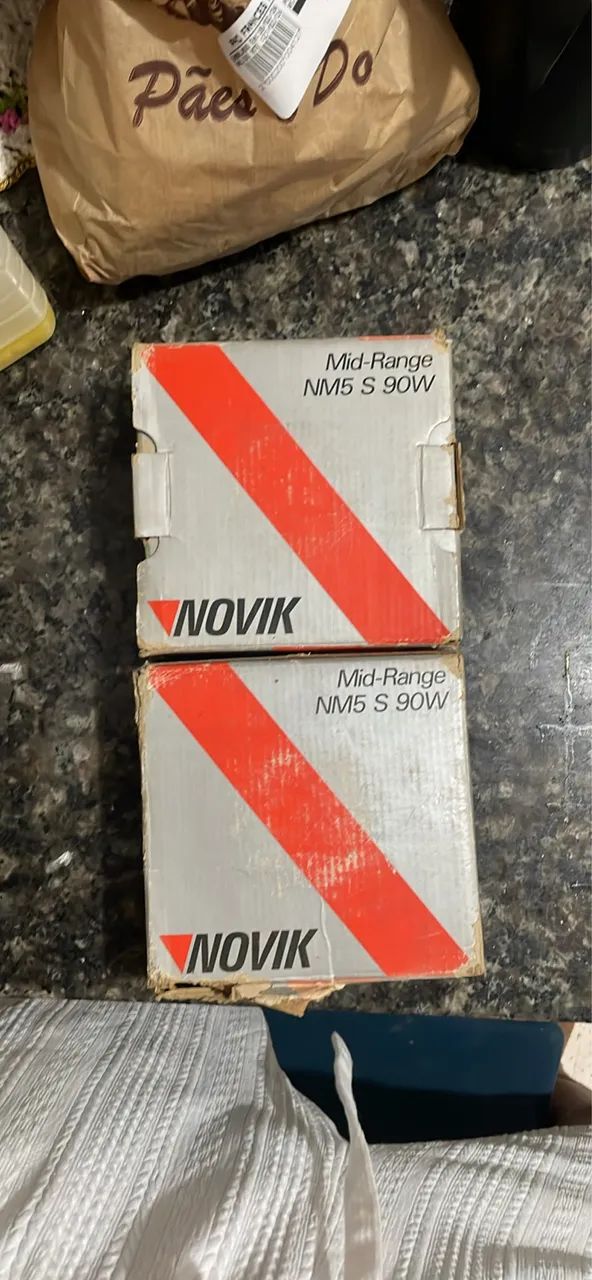 Pães Do
Mid-Range
NM5 S 90W
NOVIK
Mid-Range
NM5 S 90W
NOVIK